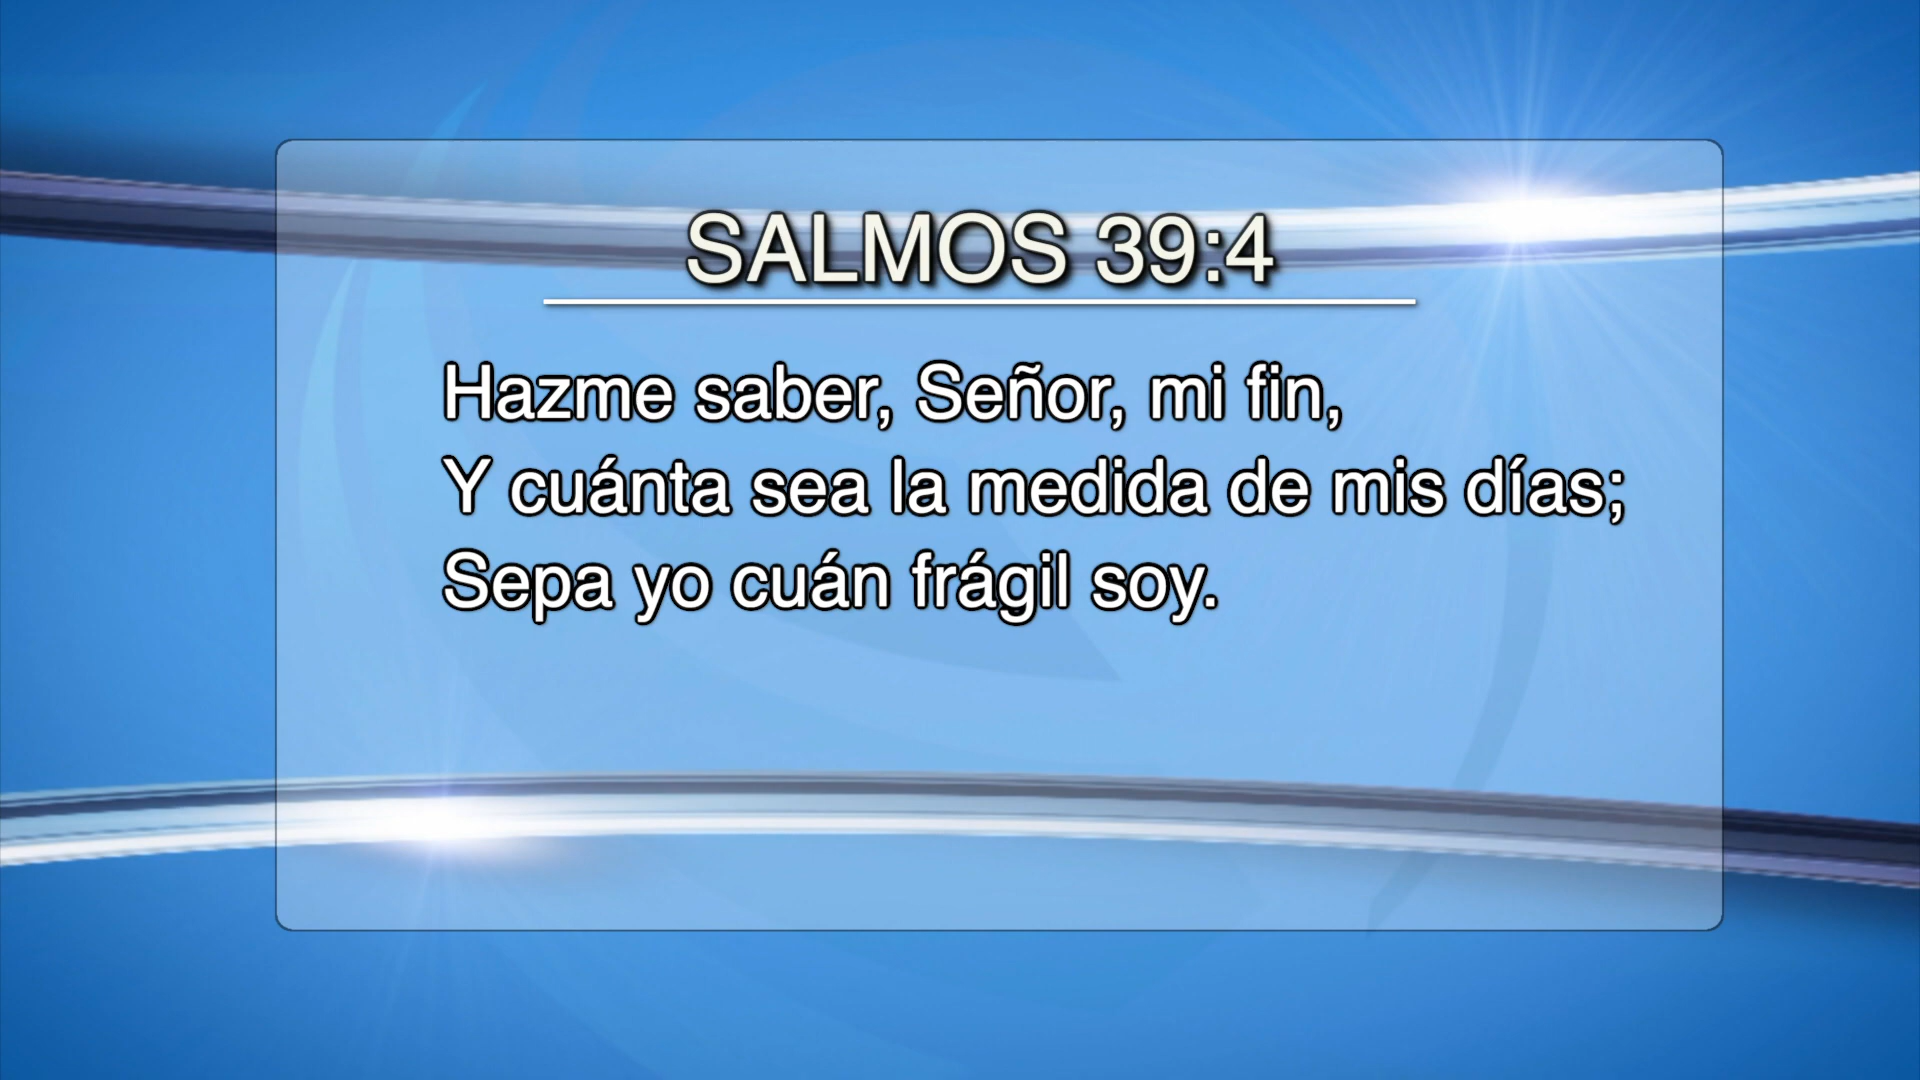 SALMOS 39:4
Hazme saber, Señor, mi fin,
Y cuánta sea la medida de mis días;
Sepa yo cuán frágil soy.